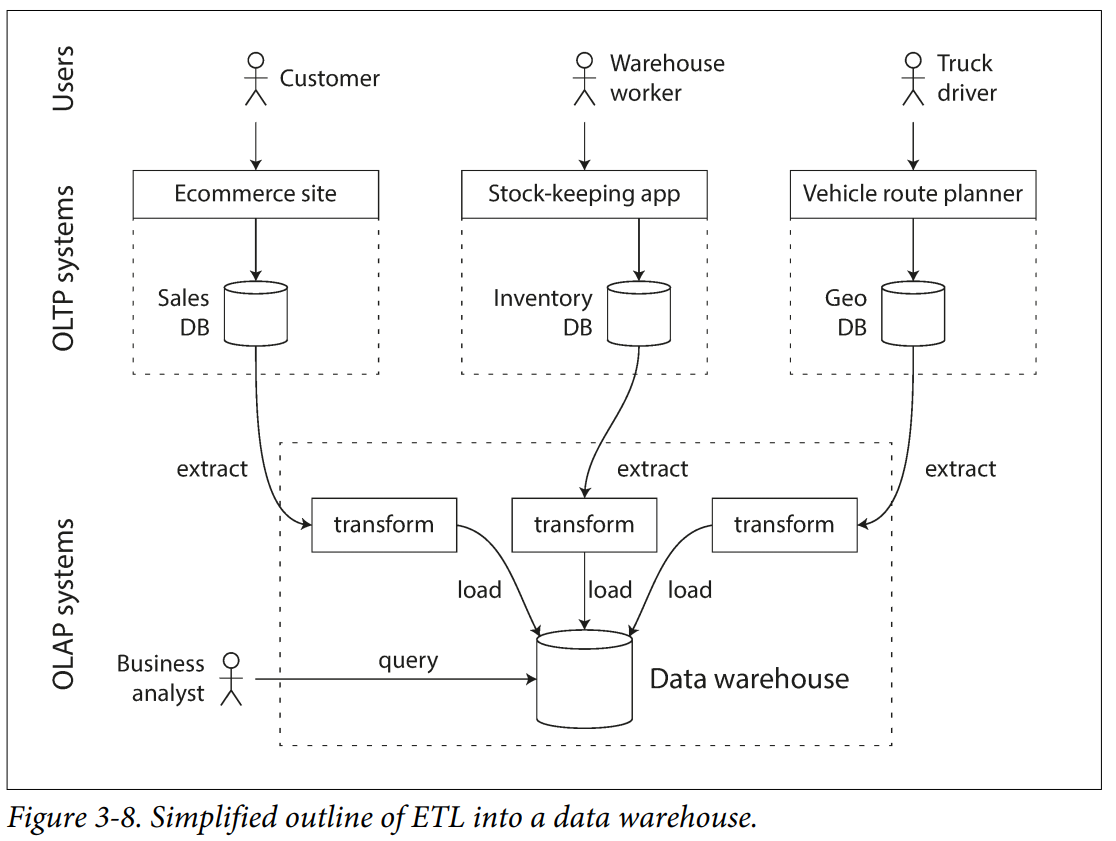 Users
Customer
Warehouse
worker
Truck
driver
OLTP systems
Ecommerce site
Stock-keeping app
Vehicle route planner
Sales
DB
Inventory
DB
Geo
DB
OLAP systems
extract
extract
extract
transform
transform
transform
load
load
load
Business
analyst
query
Data warehouse
Figure 3-8. Simplified outline of ETL into a data warehouse.